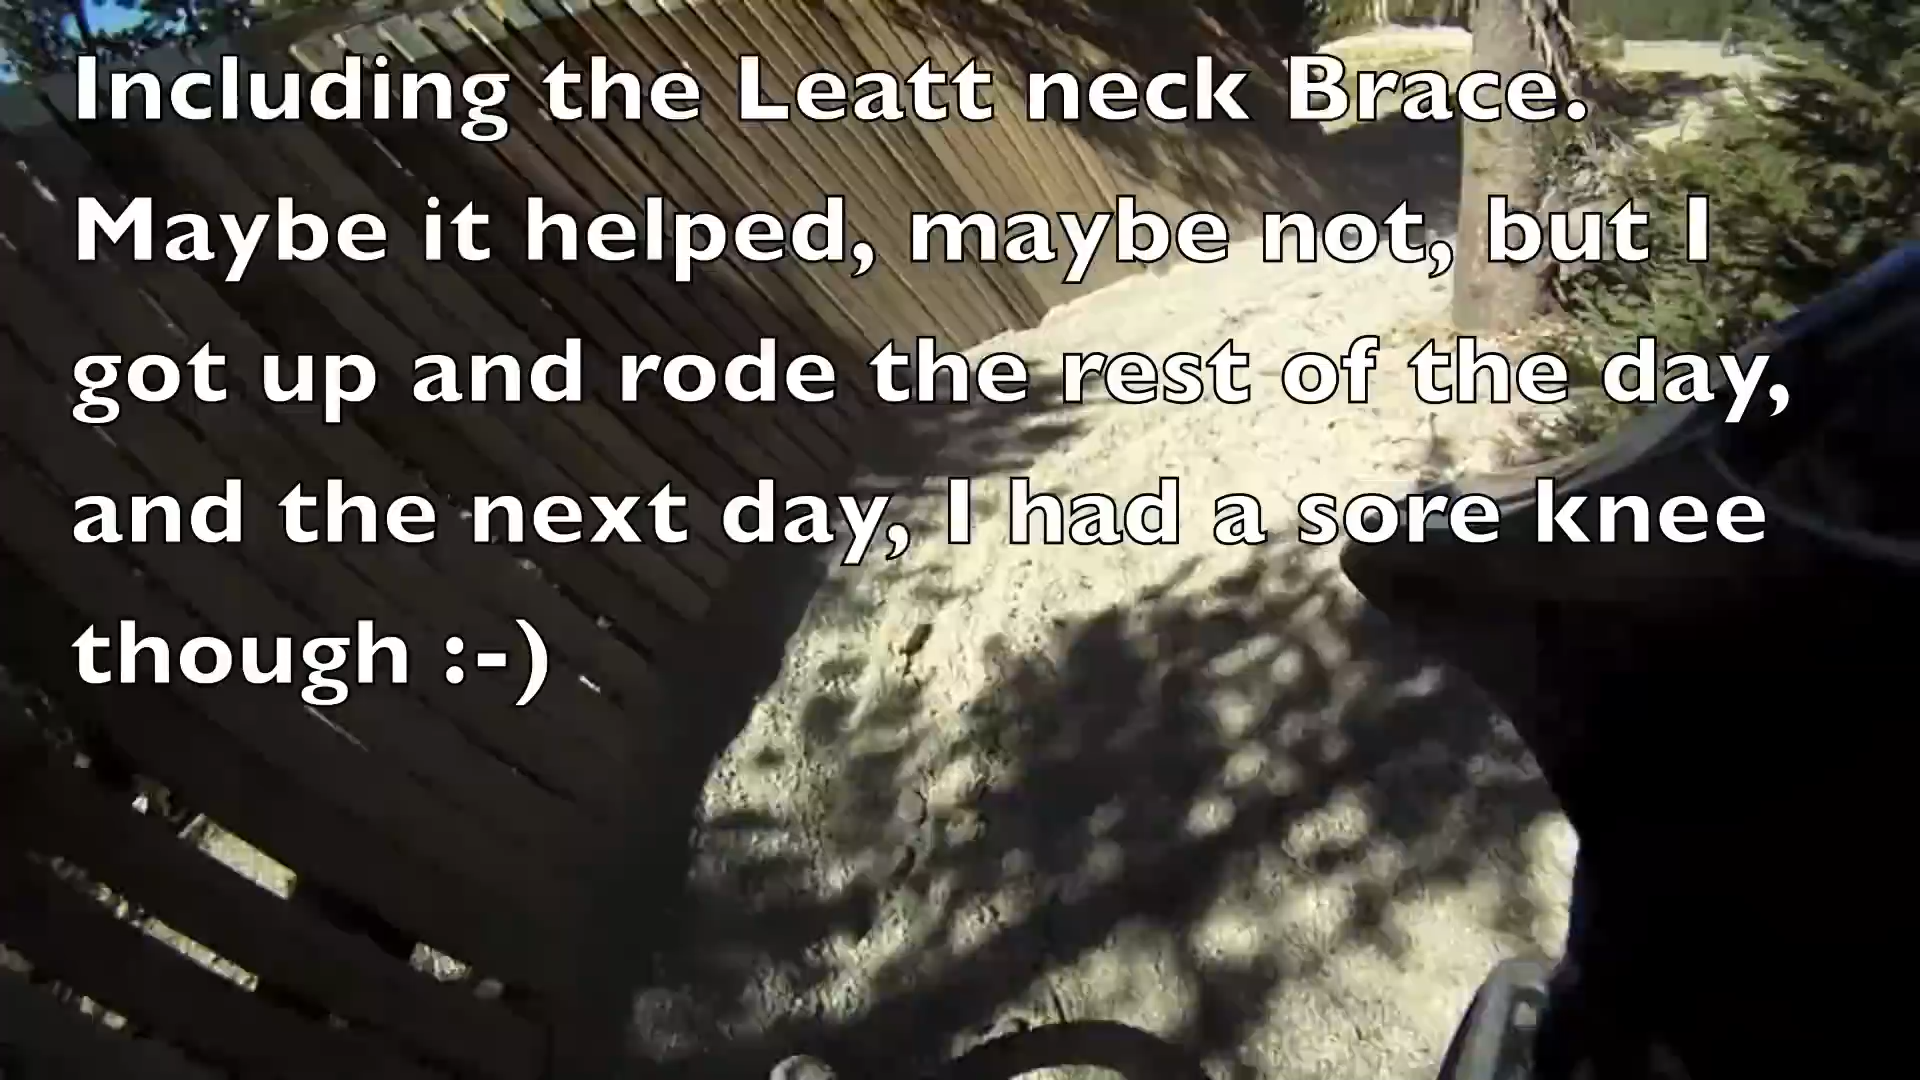 Including the Leatt neck Brace.
Maybe it helped, maybe not, but I
got up and rode the rest of the day,
and the next day, I had a sore knee
though :-)